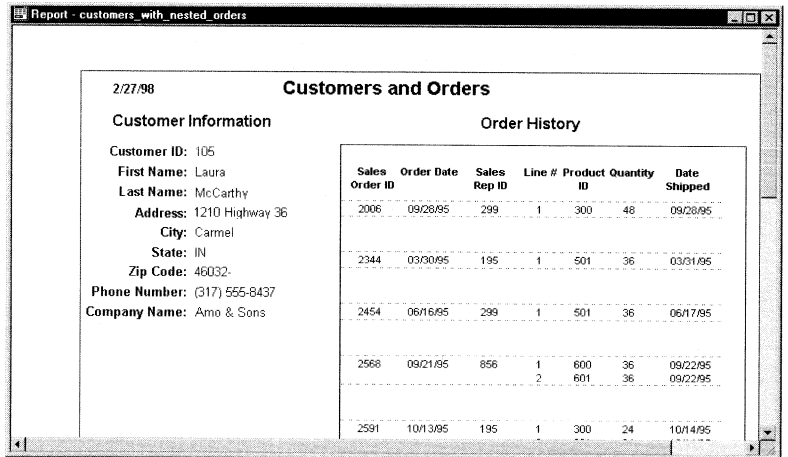 Report - customers_with_nested_orders
2/27/98 Customers and Orders
Customer Information
Customer ID: 105
First Name: Laura
Last Name: McCarthy
Address: 1210 Highway 36
City: Carmel
State: IN
Zip Code: 46032-
Phone Number: (317) 555-8437
Company Name: Amo & Sons
Order History
Sales Order ID Order Date Sales Rep ID Line # Product ID Quantity Date Shipped
2006 09/28/95 299 1 300 48 09/28/95
2344 03/30/95 195 1 501 36 03/31/95
2454 06/16/95 299 1 501 36 06/17/95
2568 09/21/95 856 1 600 36 09/22/95
2 601 36 09/22/95
2591 10/13/95 195 1 300 24 10/14/95